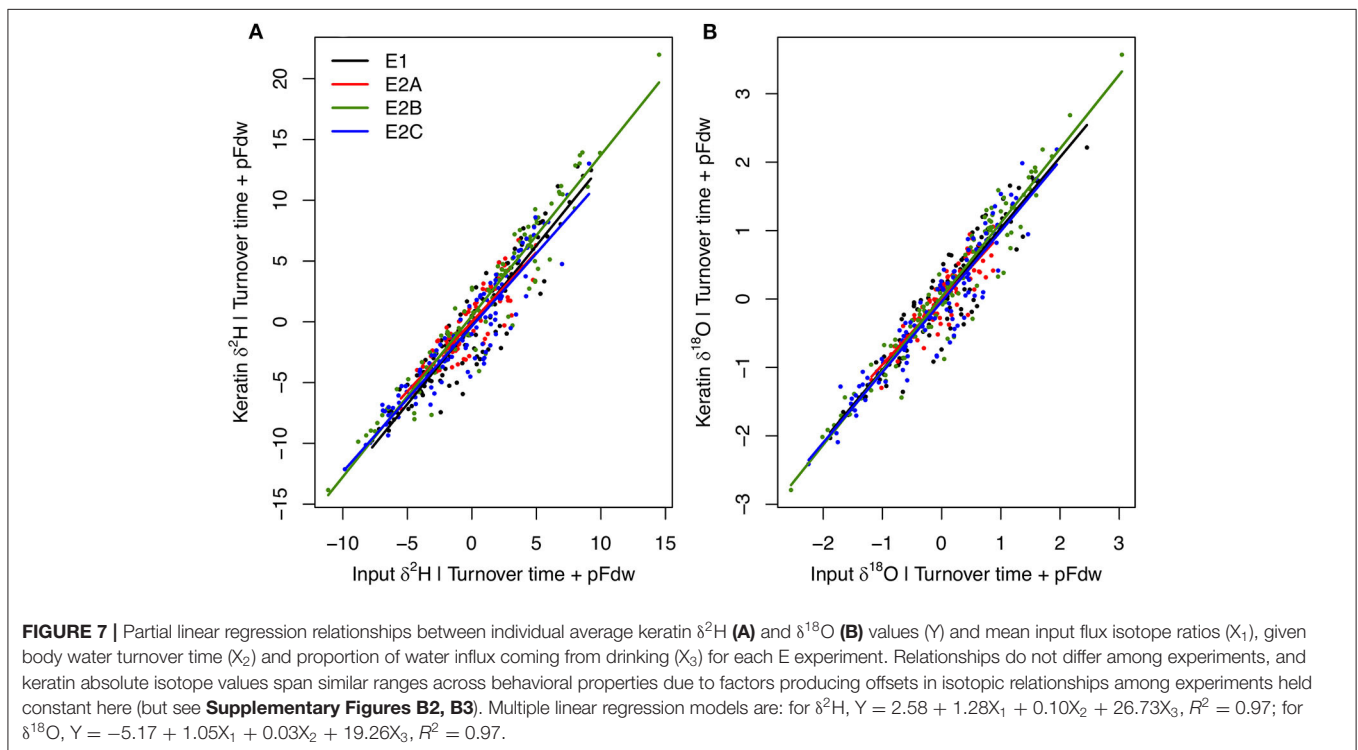 A
E1
E2A
E2B
E2C
Keratin δ²H | Turnover time + pFdw
20
15
10
5
0
−5
−10
−15
−10 −5 0 5 10 15
Input δ²H | Turnover time + pFdw
B
Keratin δ¹⁸O | Turnover time + pFdw
3
2
1
0
−1
−2
−3
−2 −1 0 1 2 3
Input δ¹⁸O | Turnover time + pFdw
FIGURE 7 | Partial linear regression relationships between individual average keratin δ²H (A) and δ¹⁸O (B) values (Y) and mean input flux isotope ratios (X₁), given
body water turnover time (X₂) and proportion of water influx coming from drinking (X₃) for each E experiment. Relationships do not differ among experiments, and
keratin absolute isotope values span similar ranges across behavioral properties due to factors producing offsets in isotopic relationships among experiments held
constant here (but see Supplementary Figures B2, B3). Multiple linear regression models are: for δ²H, Y = 2.58 + 1.28X₁ + 0.10X₂ + 26.73X₃, R² = 0.97; for
δ¹⁸O, Y = −5.17 + 1.05X₁ + 0.03X₂ + 19.26X₃, R² = 0.97.